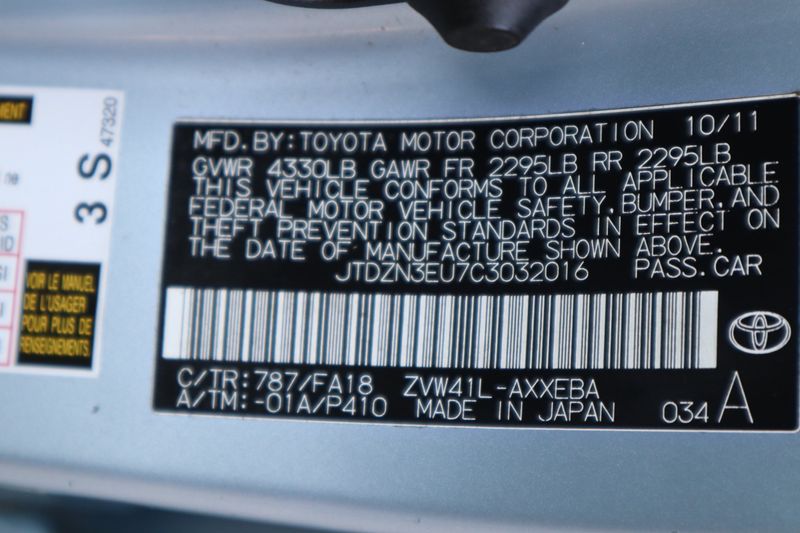 MFD.BY:TOYOTA MOTOR CORPORATION 10/11
GVWR 4330LB GAWR FR 2295LB RR 2295LB
THIS VEHICLE CONFORMS TO ALL APPLICABLE
FEDERAL MOTOR VEHICLE SAFETY,BUMPER,AND
THEFT PREVENTION STANDARDS IN EFFECT ON
THE DATE OF MANUFACTURE SHOWN ABOVE.
JTDZN3EU7C3032016 PASS.CAR
C/TR:787/FA18 ZVW41L-AXXEBA
A/TM:-01A/P410 MADE IN JAPAN 034 A
3 S 47320
VOIR LE MANUEL
DE L'USAGER
POUR PLUS DE
RENSEIGNEMENTS.